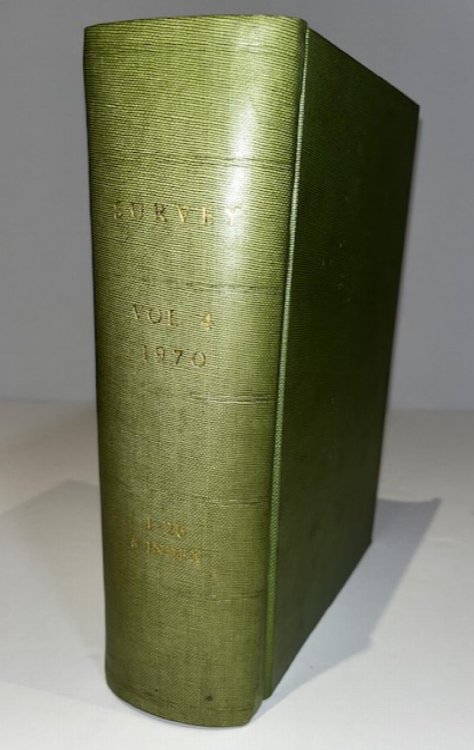 SURVEY
VOL 4
1970
1-26
& INDEX